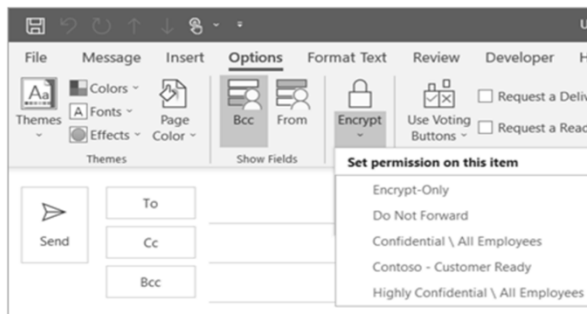 File Message Insert Options Format Text Review Developer
Aa
Themes
Colors
Fonts
Effects
Page
Color
Themes
Bcc
From
Show Fields
Encrypt
Use Voting
Buttons
Request a
Request a
Set permission on this item
Encrypt-Only
Do Not Forward
Confidential \ All Employees
Contoso - Customer Ready
Highly Confidential \ All Employees
Send
To
Cc
Bcc